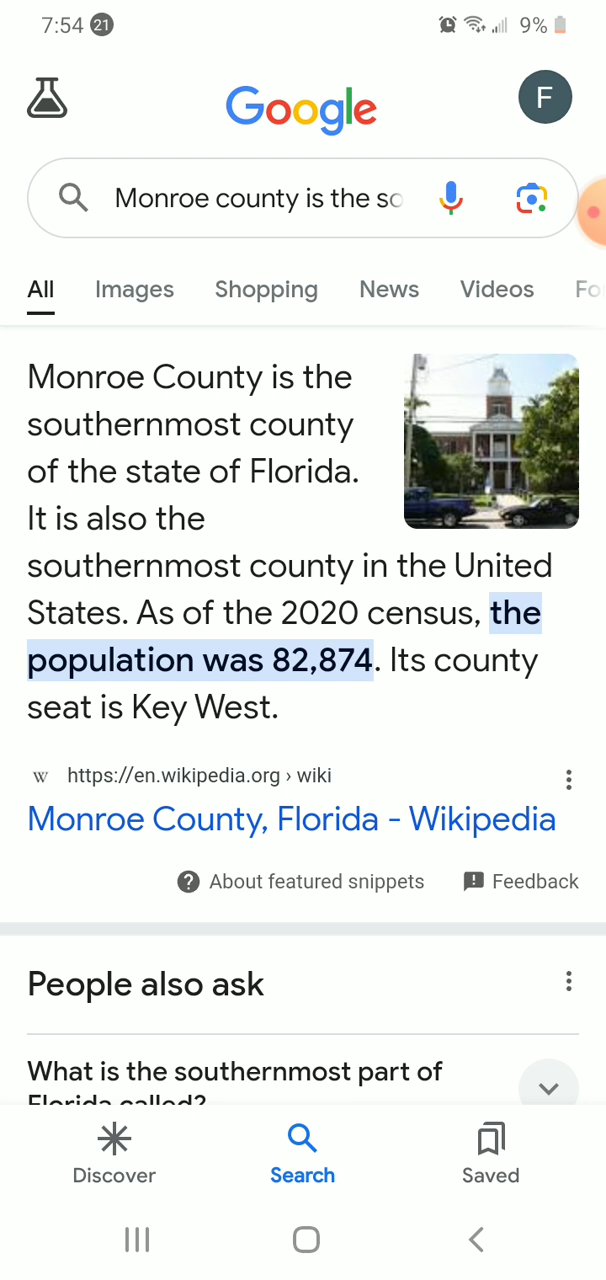 7:54 21 9%
Google F
Monroe county is the so
All Images Shopping News Videos Fo
Monroe County is the
southernmost county
of the state of Florida.
It is also the
southernmost county in the United
States. As of the 2020 census, the
population was 82,874. Its county
seat is Key West.
W https://en.wikipedia.org › wiki
Monroe County, Florida - Wikipedia
About featured snippets Feedback
People also ask
What is the southernmost part of
Florida called?
Discover Search Saved